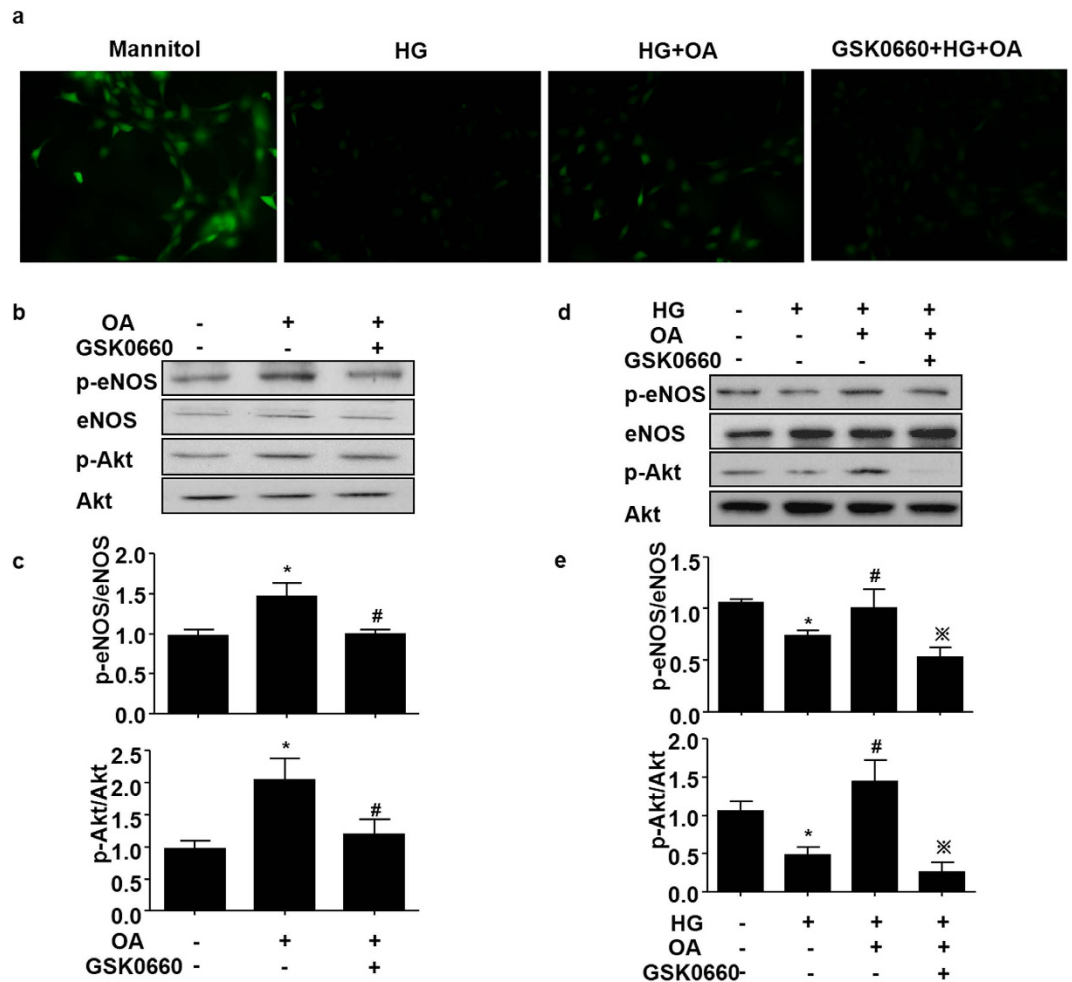 a
Mannitol HG HG+OA GSK0660+HG+OA
b
OA - + +
GSK0660 - - +
p-eNOS
eNOS
p-Akt
Akt
c
p-eNOS/eNOS
2.0
1.5
1.0
0.5
0.0
* #
p-Akt/Akt
2.5
2.0
1.5
1.0
0.5
0.0
* #
OA - + +
GSK0660 - - +
d
HG - + + +
OA - - + +
GSK0660 - - - +
p-eNOS
eNOS
p-Akt
Akt
e
p-eNOS/eNOS
1.5
1.0
0.5
0.0
* # ※
p-Akt/Akt
2.0
1.5
1.0
0.5
0.0
* # ※
HG - + + +
OA - - + +
GSK0660- - - +